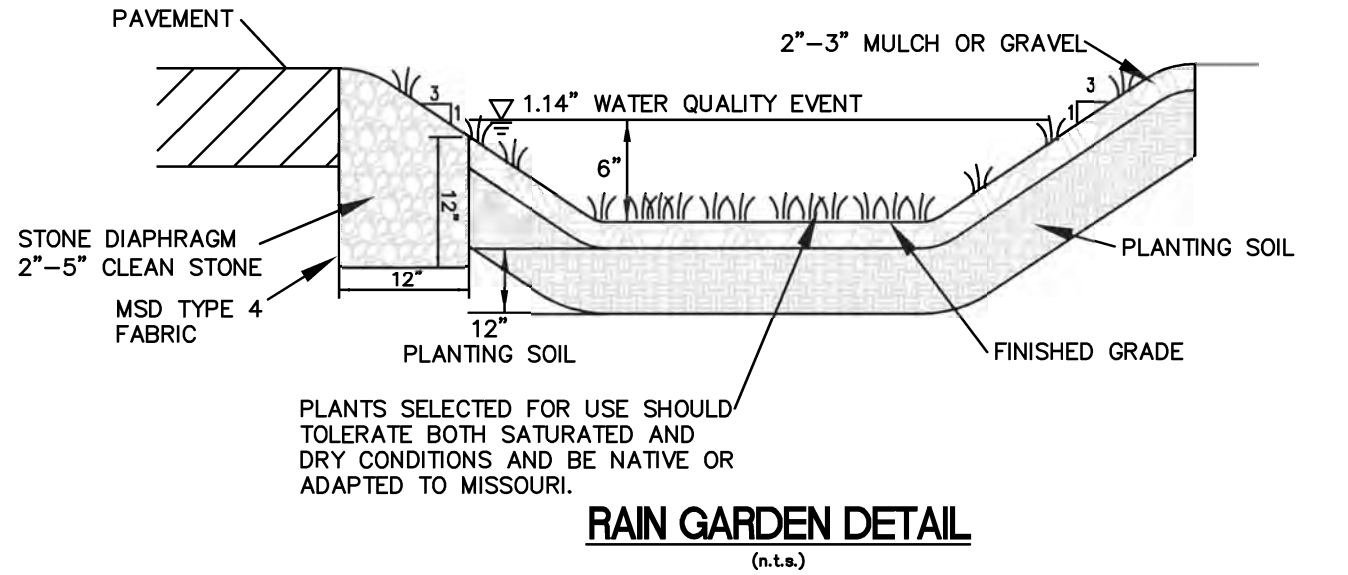 PAVEMENT
2”-3” MULCH OR GRAVEL
3
1
1.14” WATER QUALITY EVENT
3
1
6”
12”
STONE DIAPHRAGM
2”-5” CLEAN STONE
PLANTING SOIL
12”
MSD TYPE 4
FABRIC
12”
PLANTING SOIL
FINISHED GRADE
PLANTS SELECTED FOR USE SHOULD
TOLERATE BOTH SATURATED AND
DRY CONDITIONS AND BE NATIVE OR
ADAPTED TO MISSOURI.
RAIN GARDEN DETAIL
(n.t.s.)